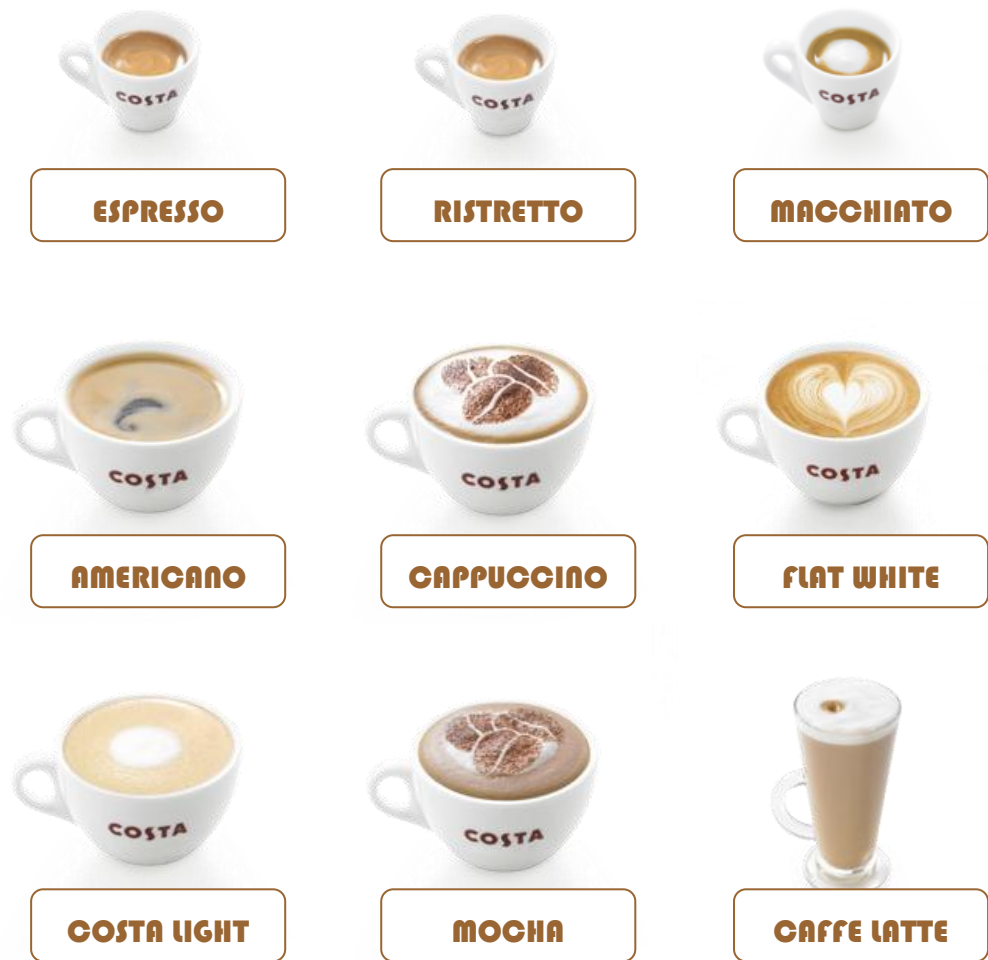 COSTA
COSTA
COSTA
ESPRESSO
RISTRETTO
MACCHIATO
COSTA
COSTA
COSTA
AMERICANO
CAPPUCCINO
FLAT WHITE
COSTA
COSTA
COSTA LIGHT
MOCHA
CAFFE LATTE